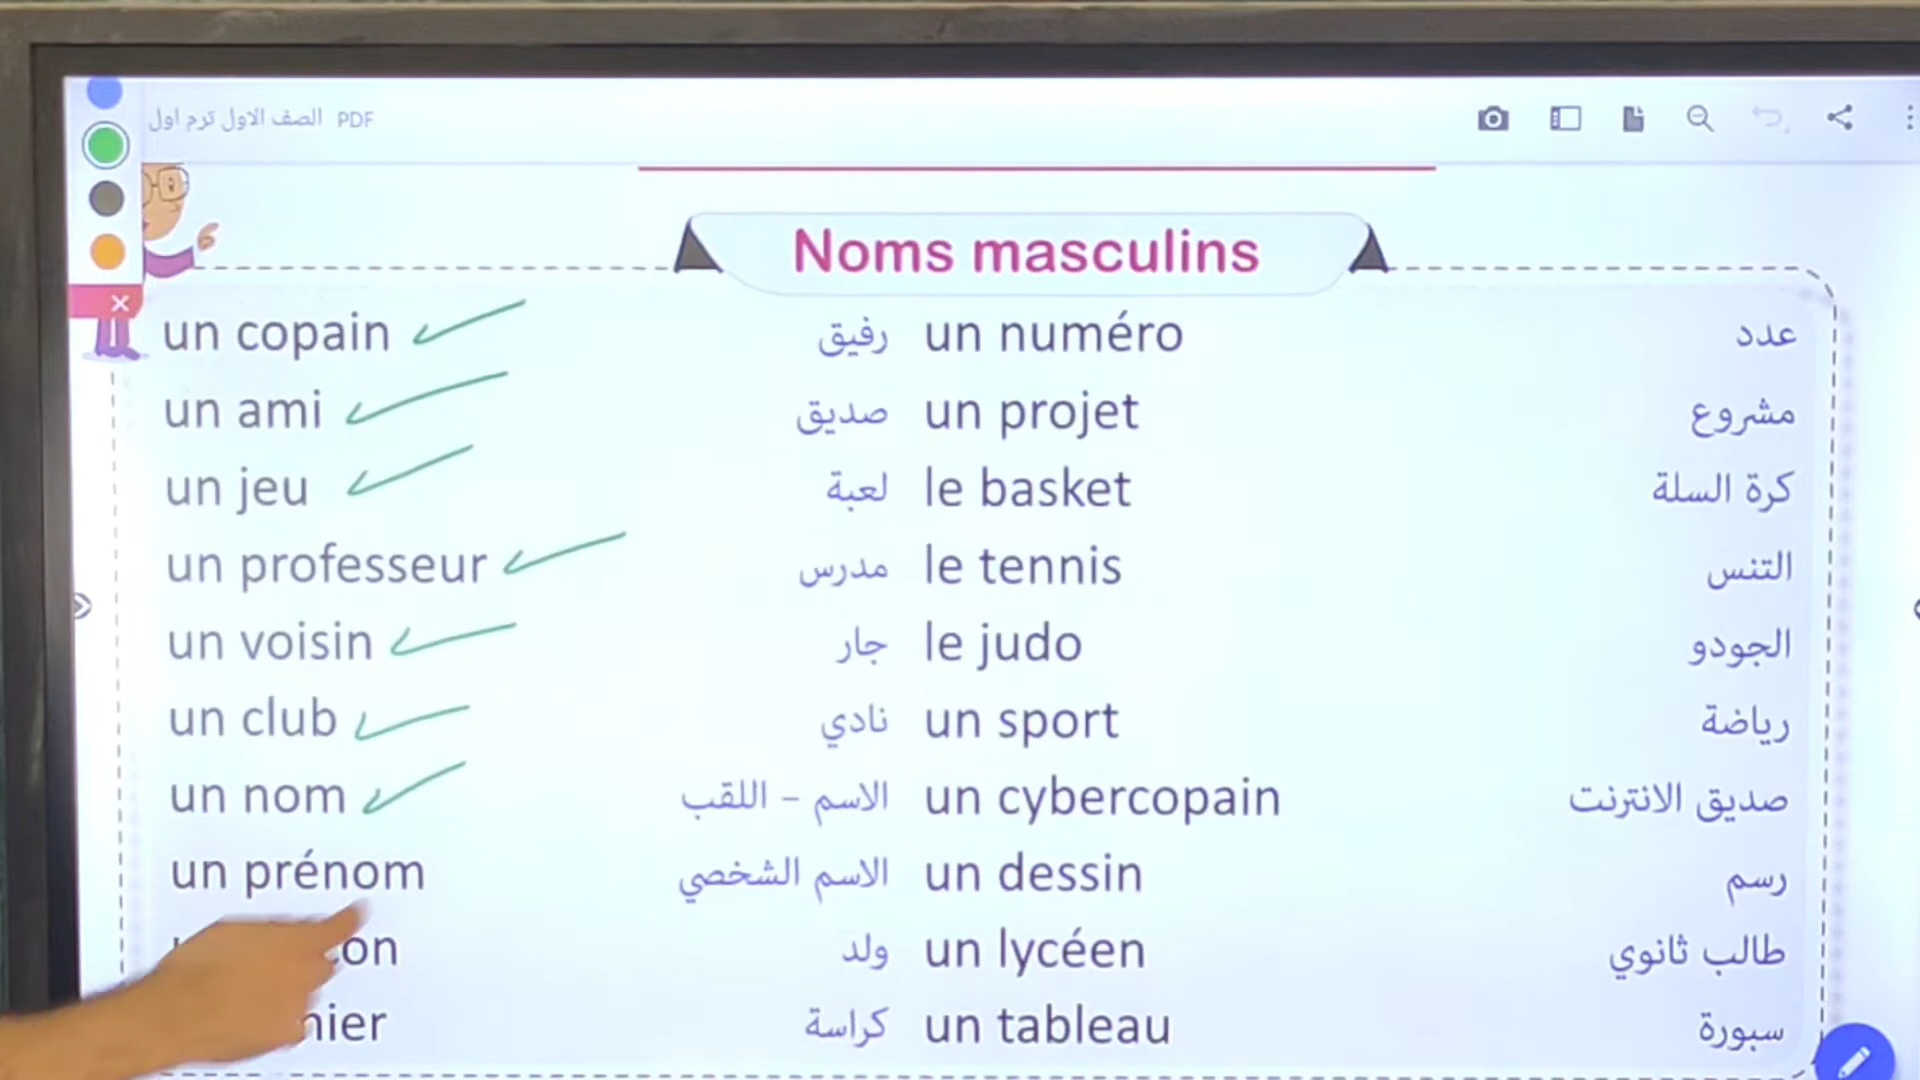 الصف الاول ترم اول PDF
Noms masculins
un copain رفيق un numéro عدد
un ami صديق un projet مشروع
un jeu لعبة le basket كرة السلة
un professeur مدرس le tennis التنس
un voisin جار le judo الجودو
un club نادي un sport رياضة
un nom الاسم – اللقب un cybercopain صديق الانترنت
un prénom الاسم الشخصي un dessin رسم
ولد un lycéen طالب ثانوي
كراسة un tableau سبورة